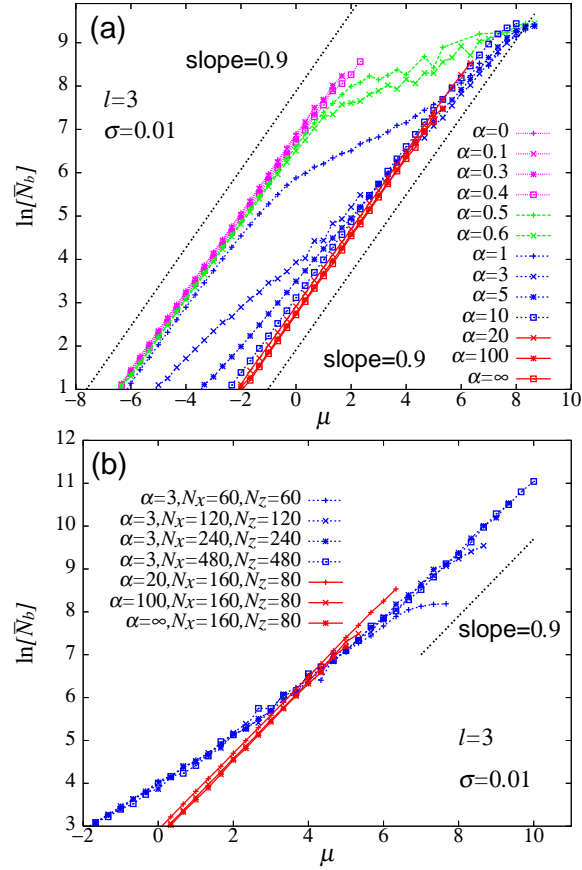 (a)
slope=0.9
l=3
σ=0.01
ln[N̅_b]
9
8
7
6
5
4
3
2
1
α=0
α=0.1
α=0.3
α=0.4
α=0.5
α=0.6
α=1
α=3
α=5
α=10
α=20
α=100
α=∞
slope=0.9
−8 −6 −4 −2 0 2 4 6 8
μ
(b)
12
11
10
9
8
7
6
5
4
3
ln[N̅_b]
α=3,Nx=60,Nz=60
α=3,Nx=120,Nz=120
α=3,Nx=240,Nz=240
α=3,Nx=480,Nz=480
α=20,Nx=160,Nz=80
α=100,Nx=160,Nz=80
α=∞,Nx=160,Nz=80
slope=0.9
l=3
σ=0.01
−2 0 2 4 6 8 10
μ